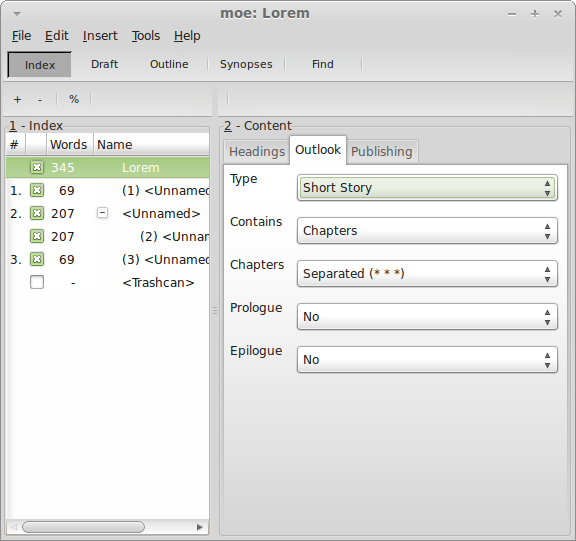 moe: Lorem
File Edit Insert Tools Help
Index Draft Outline Synopses Find
+ - %
1 - Index
# Words Name
345 Lorem
1. 69 (1) <Unnamed
2. 207 <Unnamed>
207 (2) <Unnar
3. 69 (3) <Unnamed
- <Trashcan>
2 - Content
Headings Outlook Publishing
Type Short Story
Contains Chapters
Chapters Separated (* * *)
Prologue No
Epilogue No